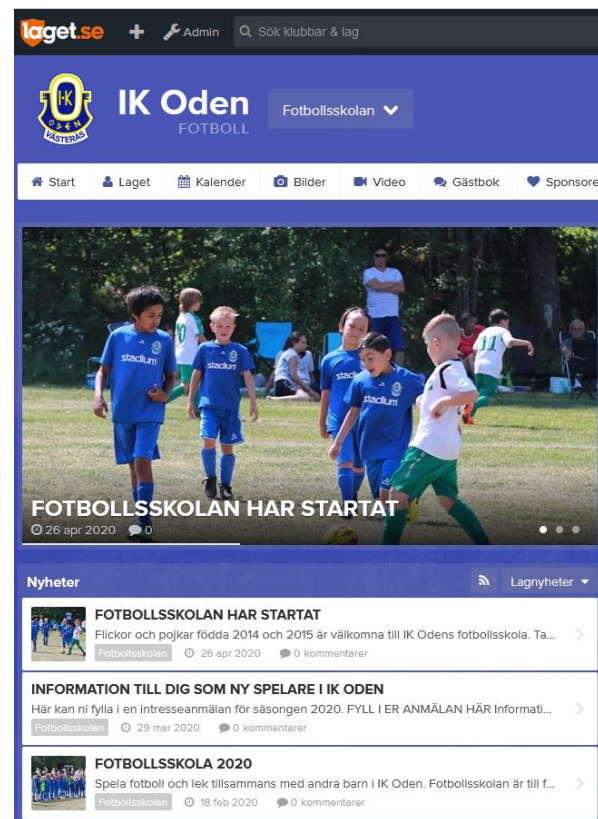 laget.se + Admin Sök klubbar & lag
IK Oden
FOTBOLL
Fotbollsskolan
IK
ODEN
VÄSTERÅS
Start Laget Kalender Bilder Video Gästbok Sponsore
stadium
stadium
stadium
10
31
FOTBOLLSSKOLAN HAR STARTAT
26 apr 2020 0
Nyheter Lagnyheter
FOTBOLLSSKOLAN HAR STARTAT
Flickor och pojkar födda 2014 och 2015 är välkomna till IK Odens fotbollsskola. Ta...
Fotbollsskolan 26 apr 2020 0 kommentarer
INFORMATION TILL DIG SOM NY SPELARE I IK ODEN
Här kan ni fylla i en intresseanmälan för säsongen 2020. FYLL I ER ANMÄLAN HÄR Informati...
Fotbollsskolan 29 mar 2020 0 kommentarer
FOTBOLLSSKOLA 2020
Spela fotboll och lek tillsammans med andra barn i IK Oden. Fotbollsskolan är till f...
Fotbollsskolan 18 feb 2020 0 kommentarer